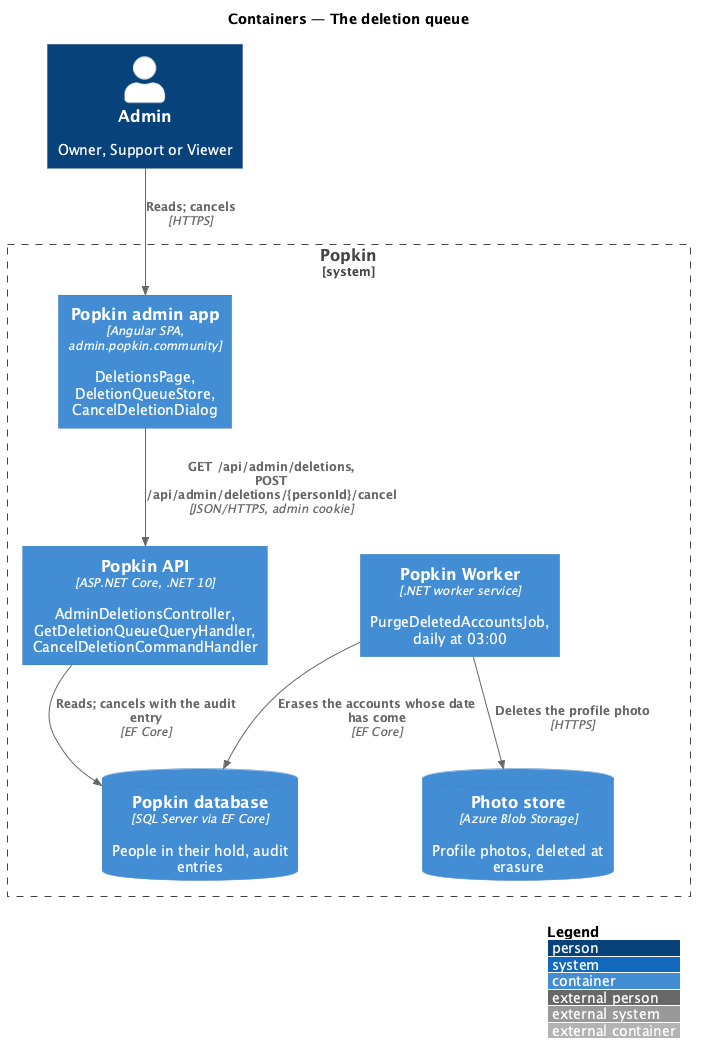 Containers — The deletion queue
Admin
Owner, Support or Viewer
Reads; cancels
[HTTPS]
Popkin
[system]
Popkin admin app
[Angular SPA,
admin.popkin.community]
DeletionsPage,
DeletionQueueStore,
CancelDeletionDialog
GET /api/admin/deletions,
POST
/api/admin/deletions/{personId}/cancel
[JSON/HTTPS, admin cookie]
Popkin API
[ASP.NET Core, .NET 10]
AdminDeletionsController,
GetDeletionQueueQueryHandler,
CancelDeletionCommandHandler
Popkin Worker
[.NET worker service]
PurgeDeletedAccountsJob,
daily at 03:00
Reads; cancels with the audit
entry
[EF Core]
Erases the accounts whose date
has come
[EF Core]
Deletes the profile photo
[HTTPS]
Popkin database
[SQL Server via EF Core]
People in their hold, audit
entries
Photo store
[Azure Blob Storage]
Profile photos, deleted at
erasure
Legend
person
system
container
external person
external system
external container